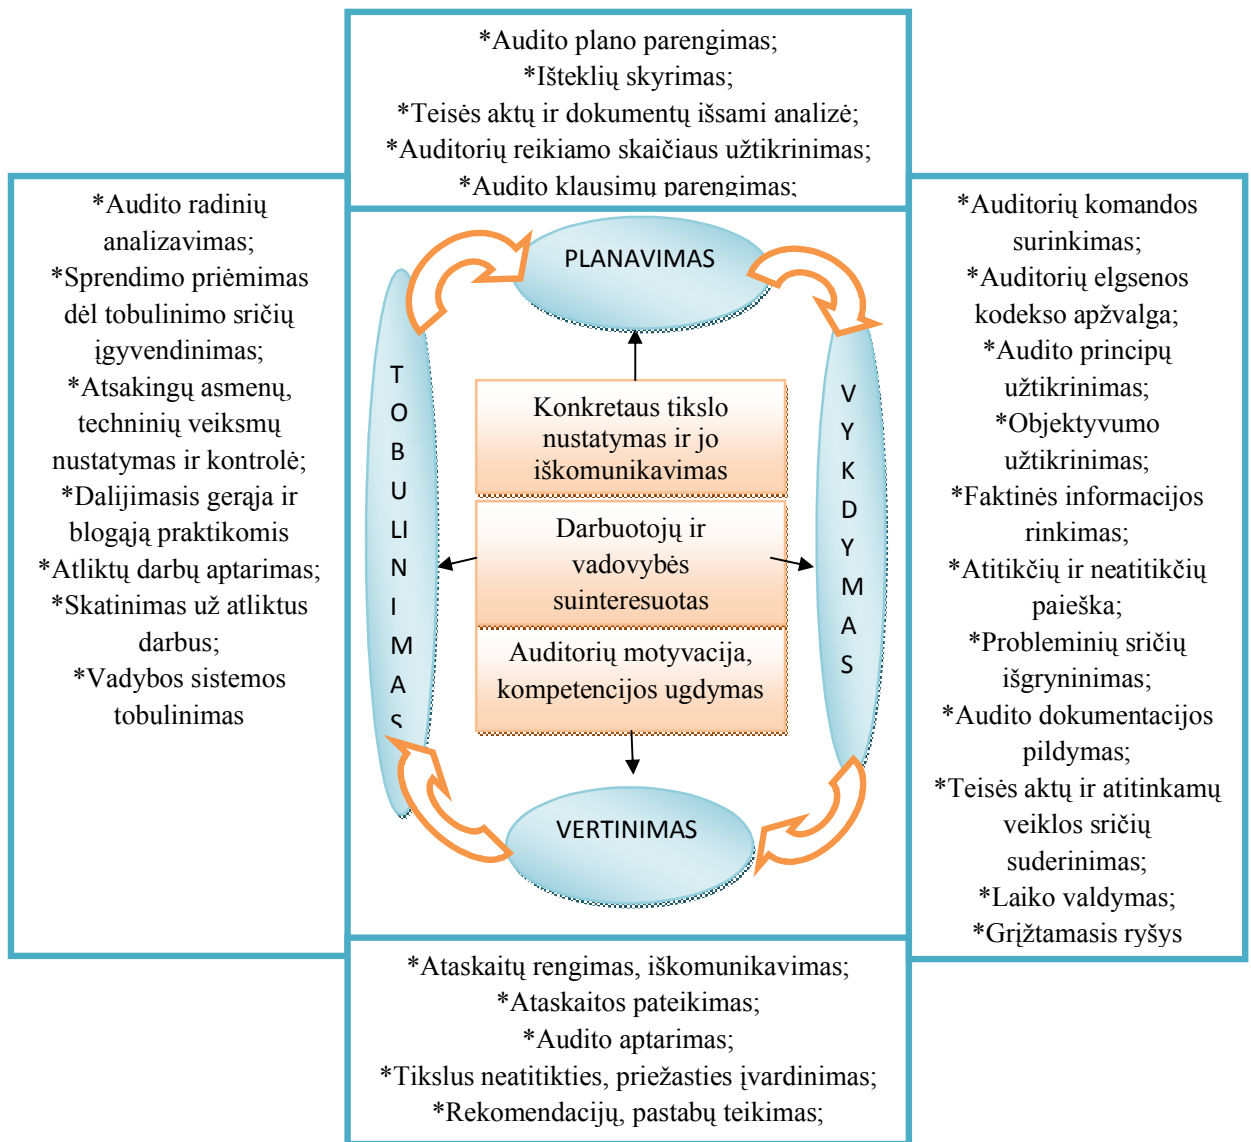 *Audito plano parengimas;
*Išteklių skyrimas;
*Teisės aktų ir dokumentų išsami analizė;
*Auditorių reikiamo skaičiaus užtikrinimas;
*Audito klausimų parengimas;
*Audito radinių
analizavimas;
*Sprendimo priėmimas
dėl tobulinimo sričių
įgyvendinimas;
*Atsakingų asmenų,
techninių veiksmų
nustatymas ir kontrolė;
*Dalijimasis gerąja ir
blogąją praktikomis
*Atliktų darbų aptarimas;
*Skatinimas už atliktus
darbus;
*Vadybos sistemos
tobulinimas
PLANAVIMAS
TOBULINIMAS
Konkretaus tikslo
nustatymas ir jo
iškomunikavimas
Darbuotojų ir
vadovybės
suinteresuotas
Auditorių motyvacija,
kompetencijos ugdymas
VYKDYMAS
VERTINIMAS
*Auditorių komandos
surinkimas;
*Auditorių elgsenos
kodekso apžvalga;
*Audito principų
užtikrinimas;
*Objektyvumo
užtikrinimas;
*Faktinės informacijos
rinkimas;
*Atitikčių ir neatitikčių
paieška;
*Probleminių sričių
išgryninimas;
*Audito dokumentacijos
pildymas;
*Teisės aktų ir atitinkamų
veiklos sričių
suderinimas;
*Laiko valdymas;
*Grįžtamasis ryšys
*Ataskaitų rengimas, iškomunikavimas;
*Ataskaitos pateikimas;
*Audito aptarimas;
*Tikslus neatitikties, priežasties įvardinimas;
*Rekomendacijų, pastabų teikimas;